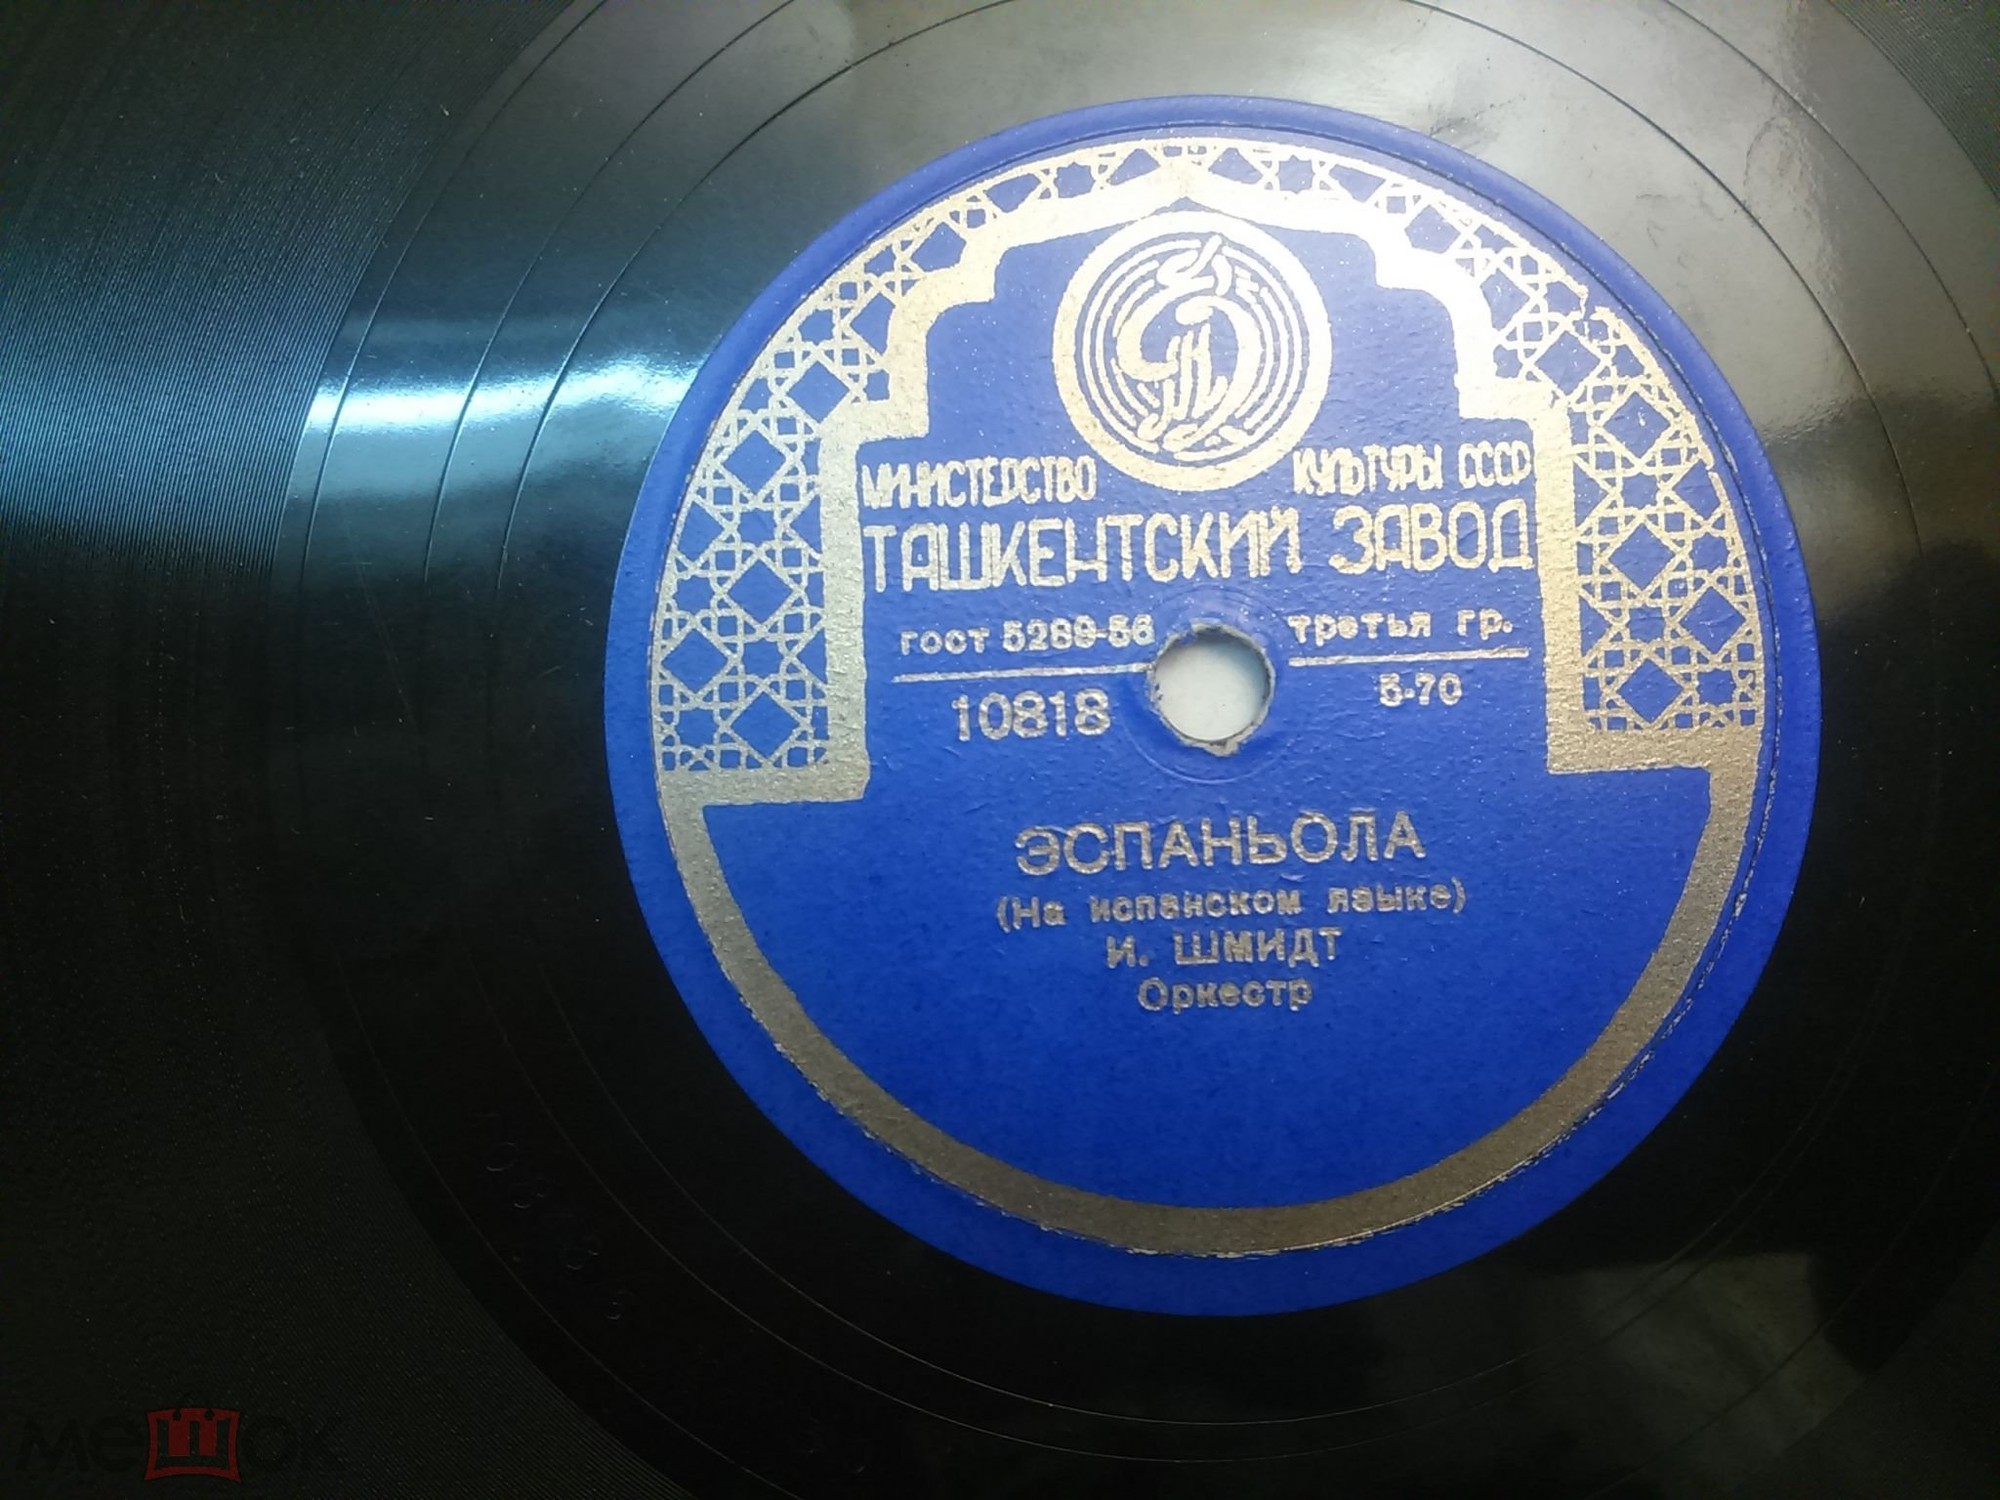 МИНИСТЕРСТВО КУЛЬТУРЫ СССР
ТАШКЕНТСКИЙ ЗАВОД
ГОСТ 5289-56 третья гр.
10818 5-70
ЭСПАНЬОЛА
(На испанском языке)
И. ШМИДТ
Оркестр
мешок